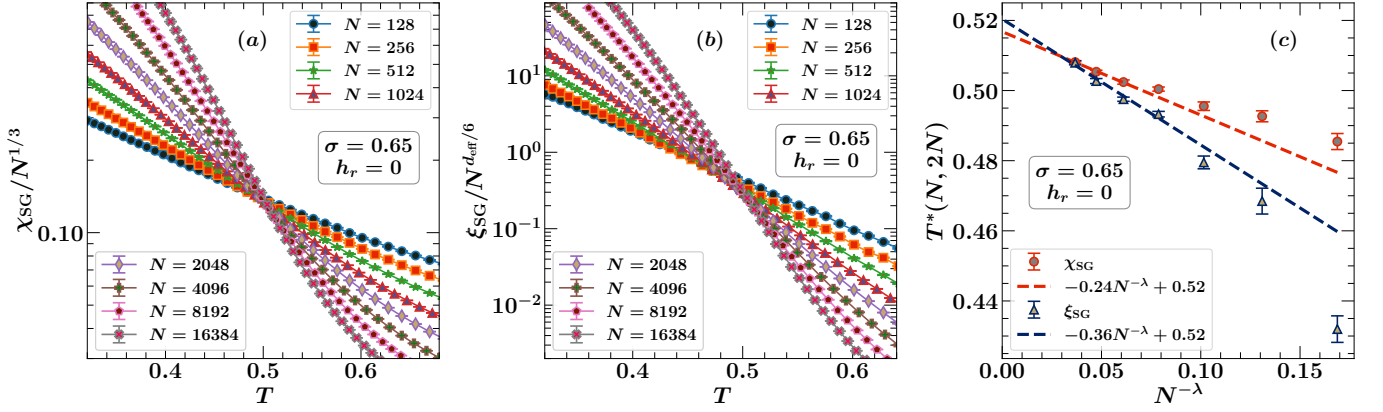 (a)
N = 128
N = 256
N = 512
N = 1024
σ = 0.65
h_r = 0
N = 2048
N = 4096
N = 8192
N = 16384
χ_SG/N^{1/3}
0.10
0.4 0.5 0.6
T
(b)
N = 128
N = 256
N = 512
N = 1024
σ = 0.65
h_r = 0
N = 2048
N = 4096
N = 8192
N = 16384
ξ_SG/N^{d_eff/6}
10^1
10^0
10^{-1}
10^{-2}
0.4 0.5 0.6
T
(c)
σ = 0.65
h_r = 0
χ_SG
-0.24N^{-λ} + 0.52
ξ_SG
-0.36N^{-λ} + 0.52
T*(N, 2N)
0.52
0.50
0.48
0.46
0.44
0.00 0.05 0.10 0.15
N^{-λ}